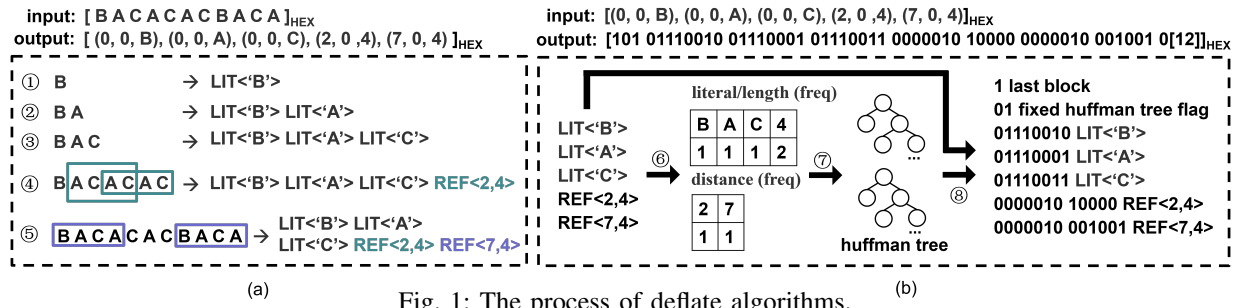 input: [ B A C A C A C B A C A ]HEX
output: [ (0, 0, B), (0, 0, A), (0, 0, C), (2, 0 ,4), (7, 0, 4) ]HEX
① B → LIT<‘B’>
② B A → LIT<‘B’> LIT<‘A’>
③ B A C → LIT<‘B’> LIT<‘A’> LIT<‘C’>
④ B A C A C A C → LIT<‘B’> LIT<‘A’> LIT<‘C’> REF<2,4>
⑤ B A C A C A C B A C A → LIT<‘B’> LIT<‘A’>
LIT<‘C’> REF<2,4> REF<7,4>
(a)
input: [(0, 0, B), (0, 0, A), (0, 0, C), (2, 0 ,4), (7, 0, 4)]HEX
output: [101 01110010 01110001 01110011 0000010 10000 0000010 001001 0[12]]HEX
LIT<‘B’>
LIT<‘A’>
LIT<‘C’>
REF<2,4>
REF<7,4>
⑥
literal/length (freq)
B A C 4
1 1 1 2
distance (freq)
2 7
1 1
⑦
...
...
huffman tree
⑧
1 last block
01 fixed huffman tree flag
01110010 LIT<‘B’>
01110001 LIT<‘A’>
01110011 LIT<‘C’>
0000010 10000 REF<2,4>
0000010 001001 REF<7,4>
(b)
Fig. 1: The process of deflate algorithms.